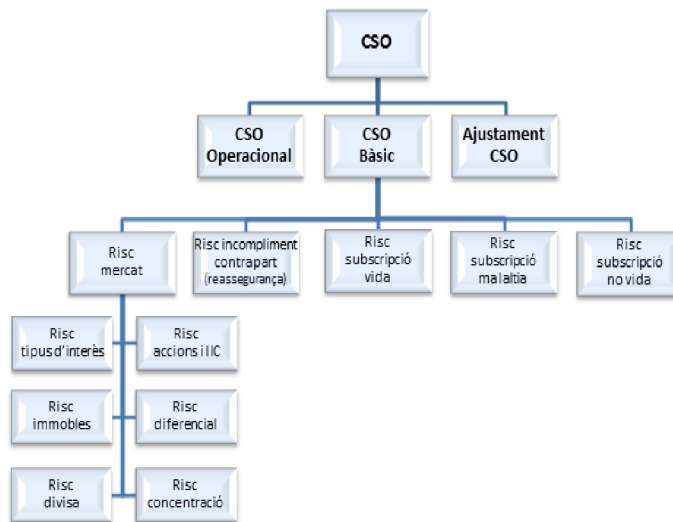 CSO
CSO
Operacional
CSO
Bàsic
Ajustament
CSO
Risc
mercat
Risc incompliment
contrapart
(reassegurança)
Risc
subscripció
vida
Risc
subscripció
malaltia
Risc
subscripció
no vida
Risc
tipus d'interès
Risc
accions i IIC
Risc
immobles
Risc
diferencial
Risc
divisa
Risc
concentració